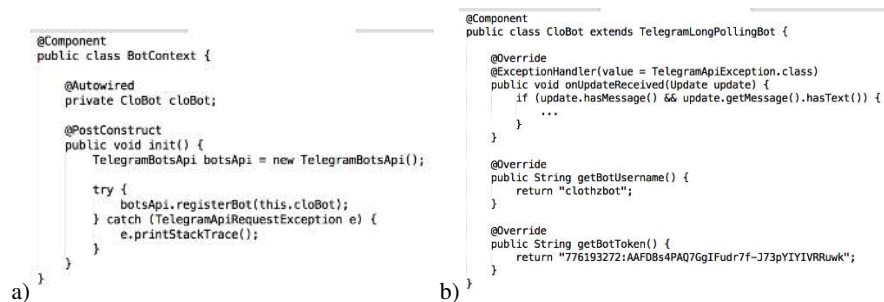 @Component
public class BotContext {
@Autowired
private CloBot cloBot;
@PostConstruct
public void init() {
TelegramBotsApi botsApi = new TelegramBotsApi();
try {
botsApi.registerBot(this.cloBot);
} catch (TelegramApiRequestException e) {
e.printStackTrace();
}
}
}
a)
@Component
public class CloBot extends TelegramLongPollingBot {
@Override
@ExceptionHandler(value = TelegramApiException.class)
public void onUpdateReceived(Update update) {
if (update.hasMessage() && update.getMessage().hasText()) {
...
}
}
@Override
public String getBotUsername() {
return "clothzbot";
}
@Override
public String getBotToken() {
return "776193272:AAFD8s4PAQ7GgIFudr7f-J73pYIYIVRRuwk";
}
}
b)